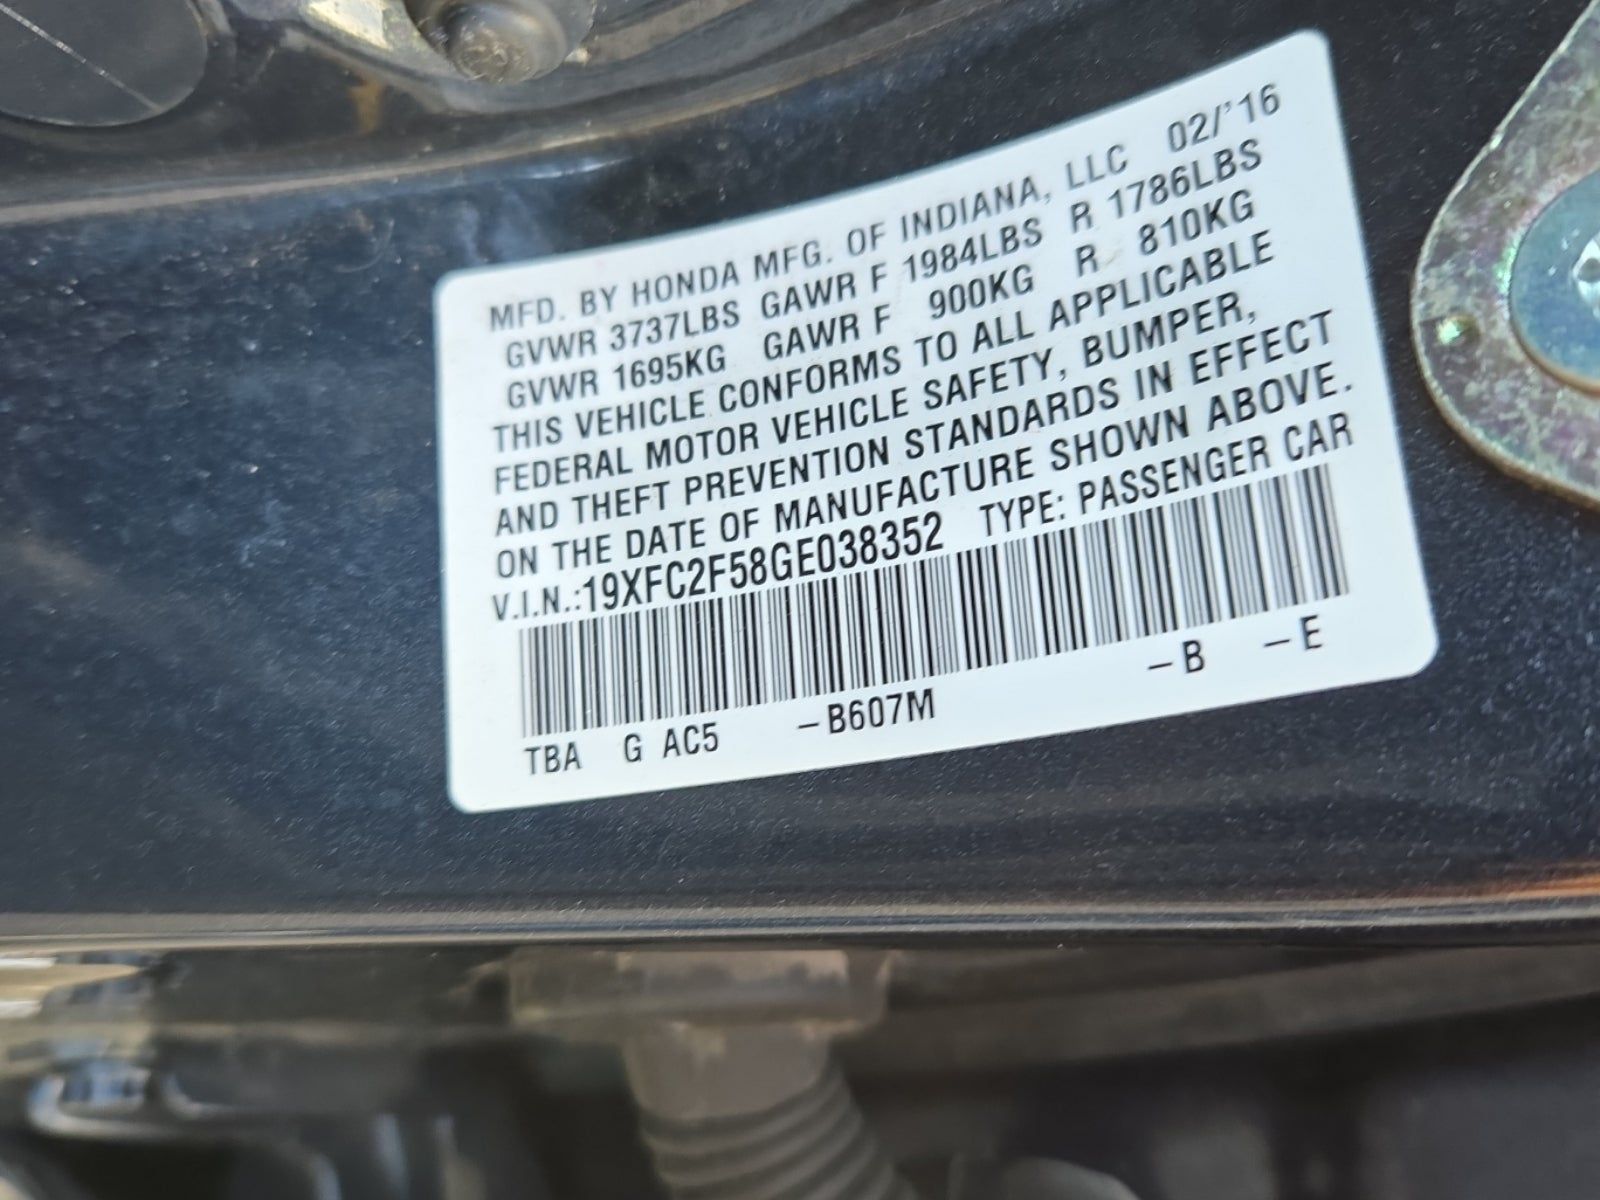 MFD. BY HONDA MFG. OF INDIANA, LLC 02/'16
GVWR 3737LBS GAWR F 1984LBS R 1786LBS
GVWR 1695KG GAWR F 900KG R 810KG
THIS VEHICLE CONFORMS TO ALL APPLICABLE
FEDERAL MOTOR VEHICLE SAFETY, BUMPER,
AND THEFT PREVENTION STANDARDS IN EFFECT
ON THE DATE OF MANUFACTURE SHOWN ABOVE.
V.I.N.:19XFC2F58GE038352 TYPE: PASSENGER CAR
TBA G AC5 –B607M –B –E